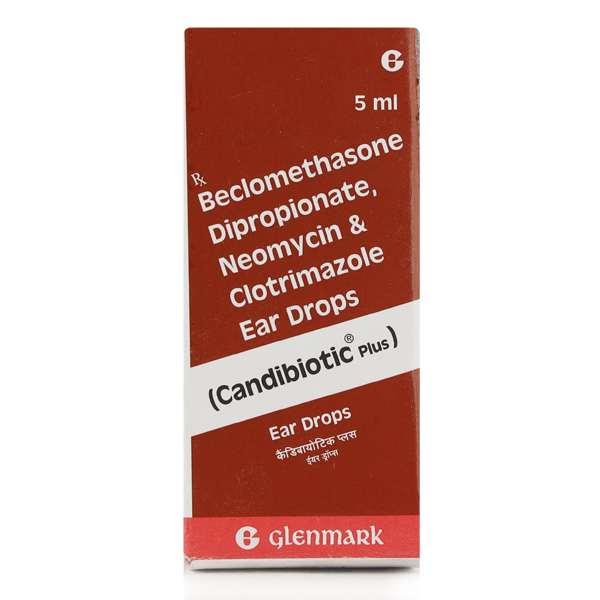 5 ml
Rx
Beclomethasone
Dipropionate,
Neomycin &
Clotrimazole
Ear Drops
(Candibiotic® Plus)
Ear Drops
कैंडिबायोटिक प्लस
ईयर ड्रॉप्स
Glenmark